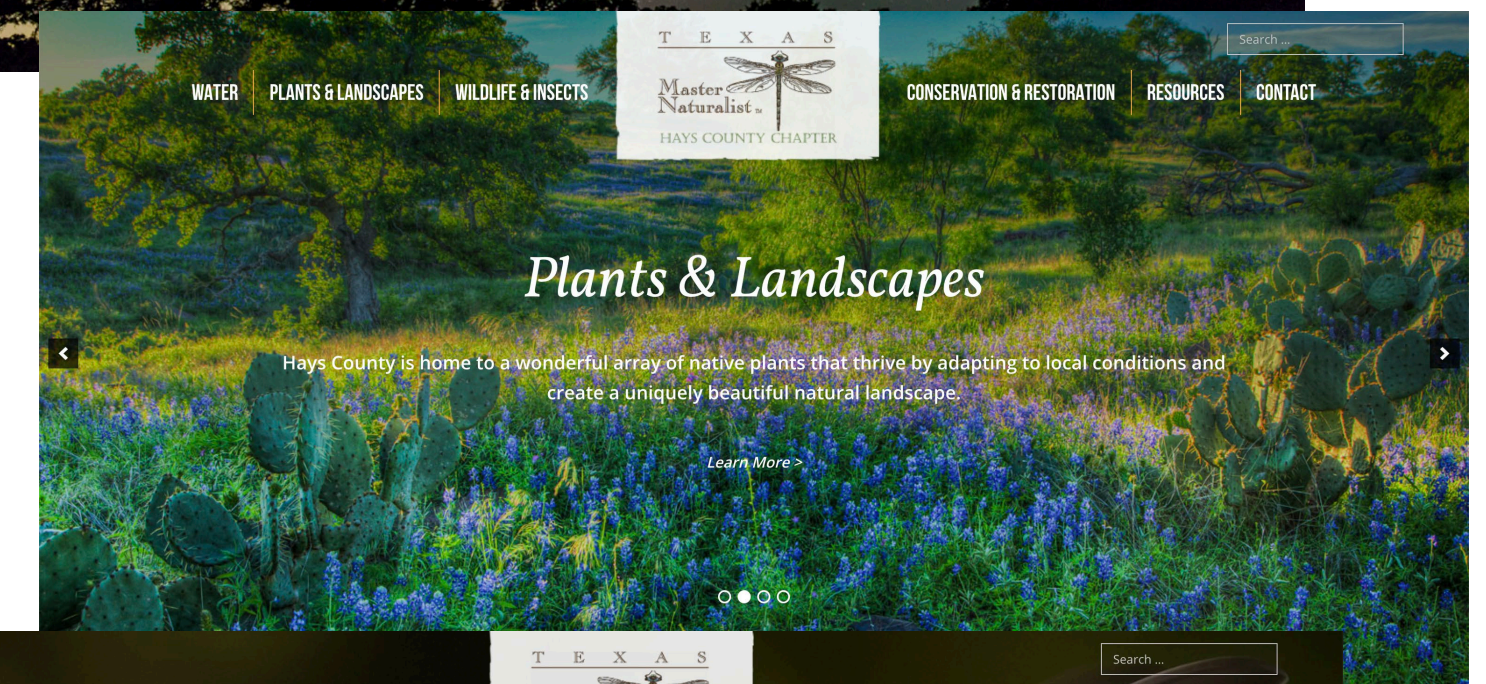 TEXAS
Search ...
Master
Naturalist
WATER
PLANTS & LANDSCAPES
WILDLIFE & INSECTS
CONSERVATION & RESTORATION
RESOURCES
CONTACT
HAYS COUNTY CHAPTER
Plants & Landscapes
Hays County is home to a wonderful array of native plants that thrive by adapting to local conditions and
create a uniquely beautiful natural landscape.
Learn More >
TEXAS
Search ...